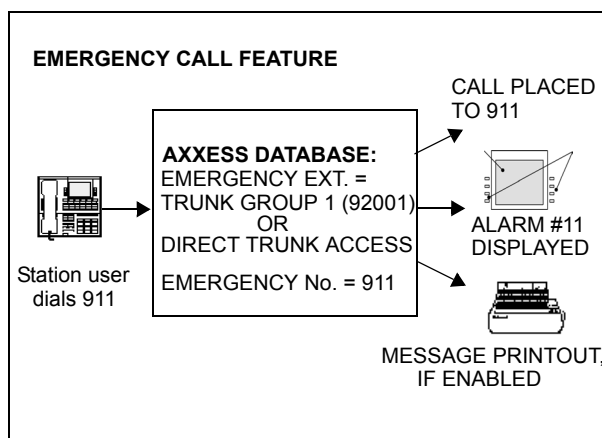 EMERGENCY CALL FEATURE
Station user
dials 911
AXXESS DATABASE:
EMERGENCY EXT. =
TRUNK GROUP 1 (92001)
OR
DIRECT TRUNK ACCESS
EMERGENCY No. = 911
CALL PLACED
TO 911
ALARM #11
DISPLAYED
MESSAGE PRINTOUT,
IF ENABLED